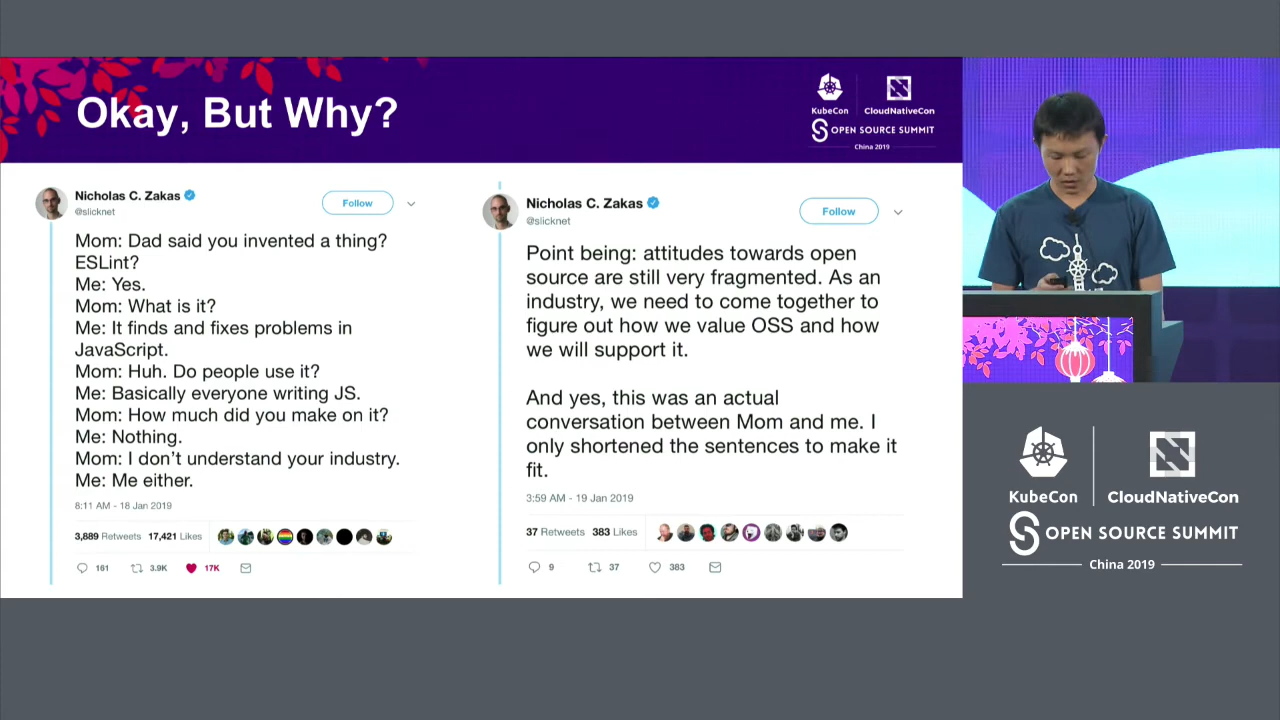 Okay, But Why?
KubeCon
CloudNativeCon
OPEN SOURCE SUMMIT
China 2019
Nicholas C. Zakas
@slicknet
Follow
Mom: Dad said you invented a thing?
ESLint?
Me: Yes.
Mom: What is it?
Me: It finds and fixes problems in
JavaScript.
Mom: Huh. Do people use it?
Me: Basically everyone writing JS.
Mom: How much did you make on it?
Me: Nothing.
Mom: I don't understand your industry.
Me: Me either.
8:11 AM - 18 Jan 2019
3,889 Retweets 17,421 Likes
161 3.9K 17K
Nicholas C. Zakas
@slicknet
Follow
Point being: attitudes towards open
source are still very fragmented. As an
industry, we need to come together to
figure out how we value OSS and how
we will support it.
And yes, this was an actual
conversation between Mom and me. I
only shortened the sentences to make it
fit.
3:59 AM - 19 Jan 2019
37 Retweets 383 Likes
9 37 383
KubeCon
CloudNativeCon
OPEN SOURCE SUMMIT
China 2019